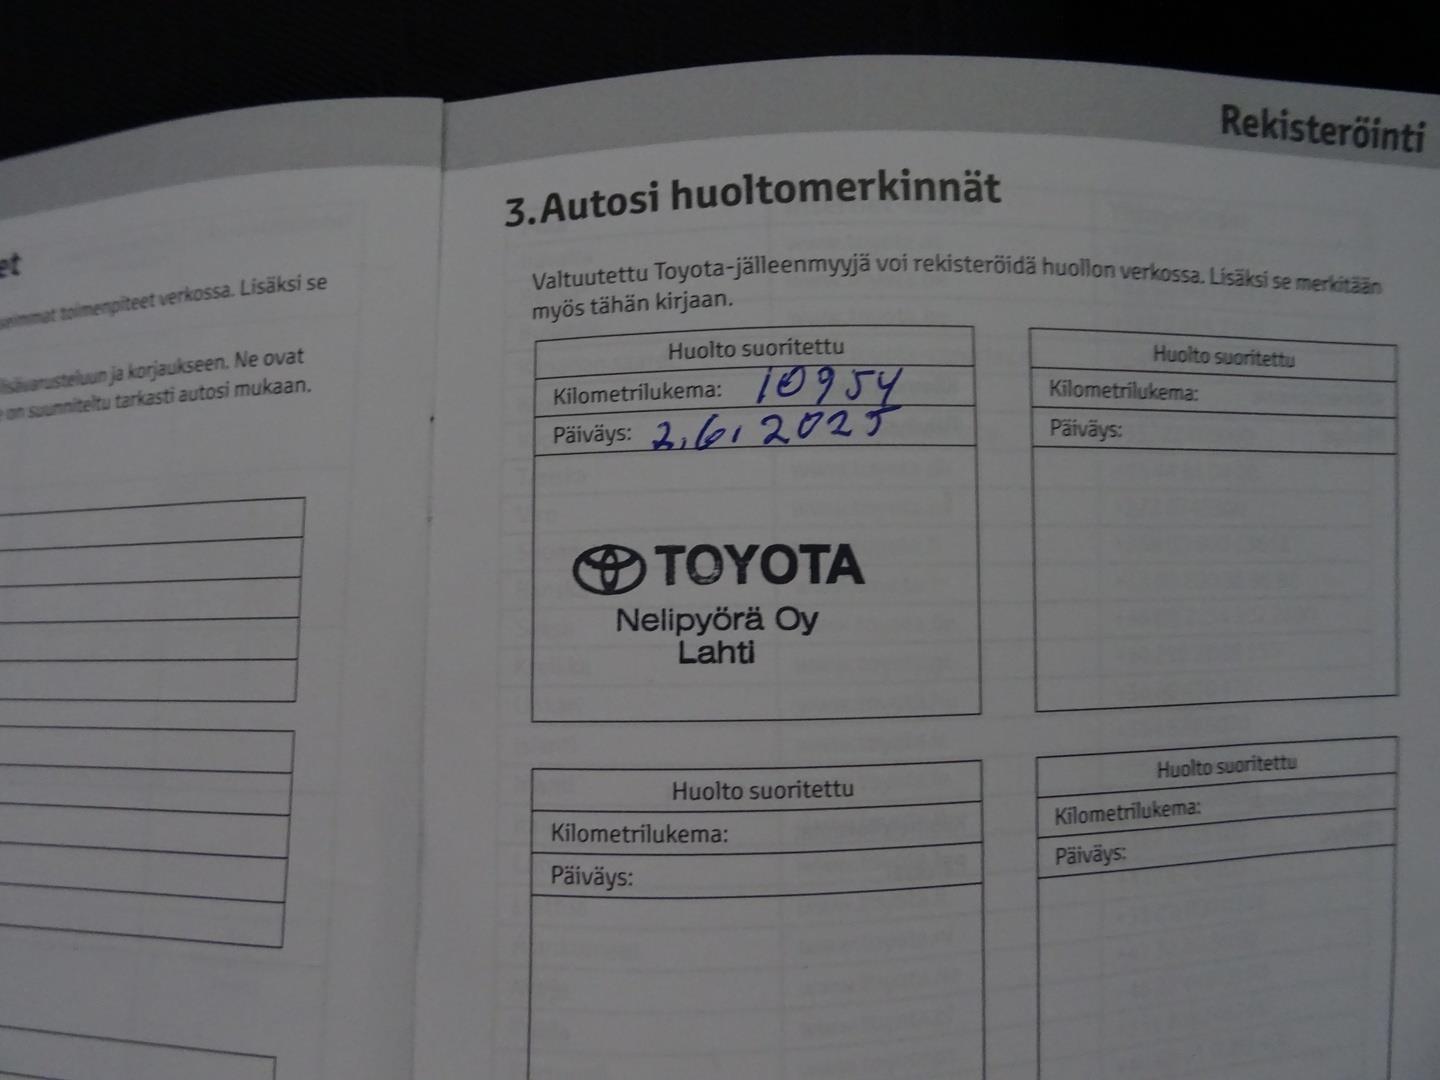 Rekisteröinti
et
toimenpiteet verkossa. Lisäksi se
ja korjaukseen. Ne ovat
on suunniteltu tarkasti autosi mukaan.
3. Autosi huoltomerkinnät
Valtuutettu Toyota-jälleenmyyjä voi rekisteröidä huollon verkossa. Lisäksi se merkitään
myös tähän kirjaan.
Huolto suoritettu
Kilometrilukema: 10954
Päiväys: 2.6.2025
TOYOTA
Nelipyörä Oy
Lahti
Huolto suoritettu
Kilometrilukema:
Päiväys:
Huolto suoritettu
Kilometrilukema:
Päiväys:
Huolto suoritettu
Kilometrilukema:
Päiväys: